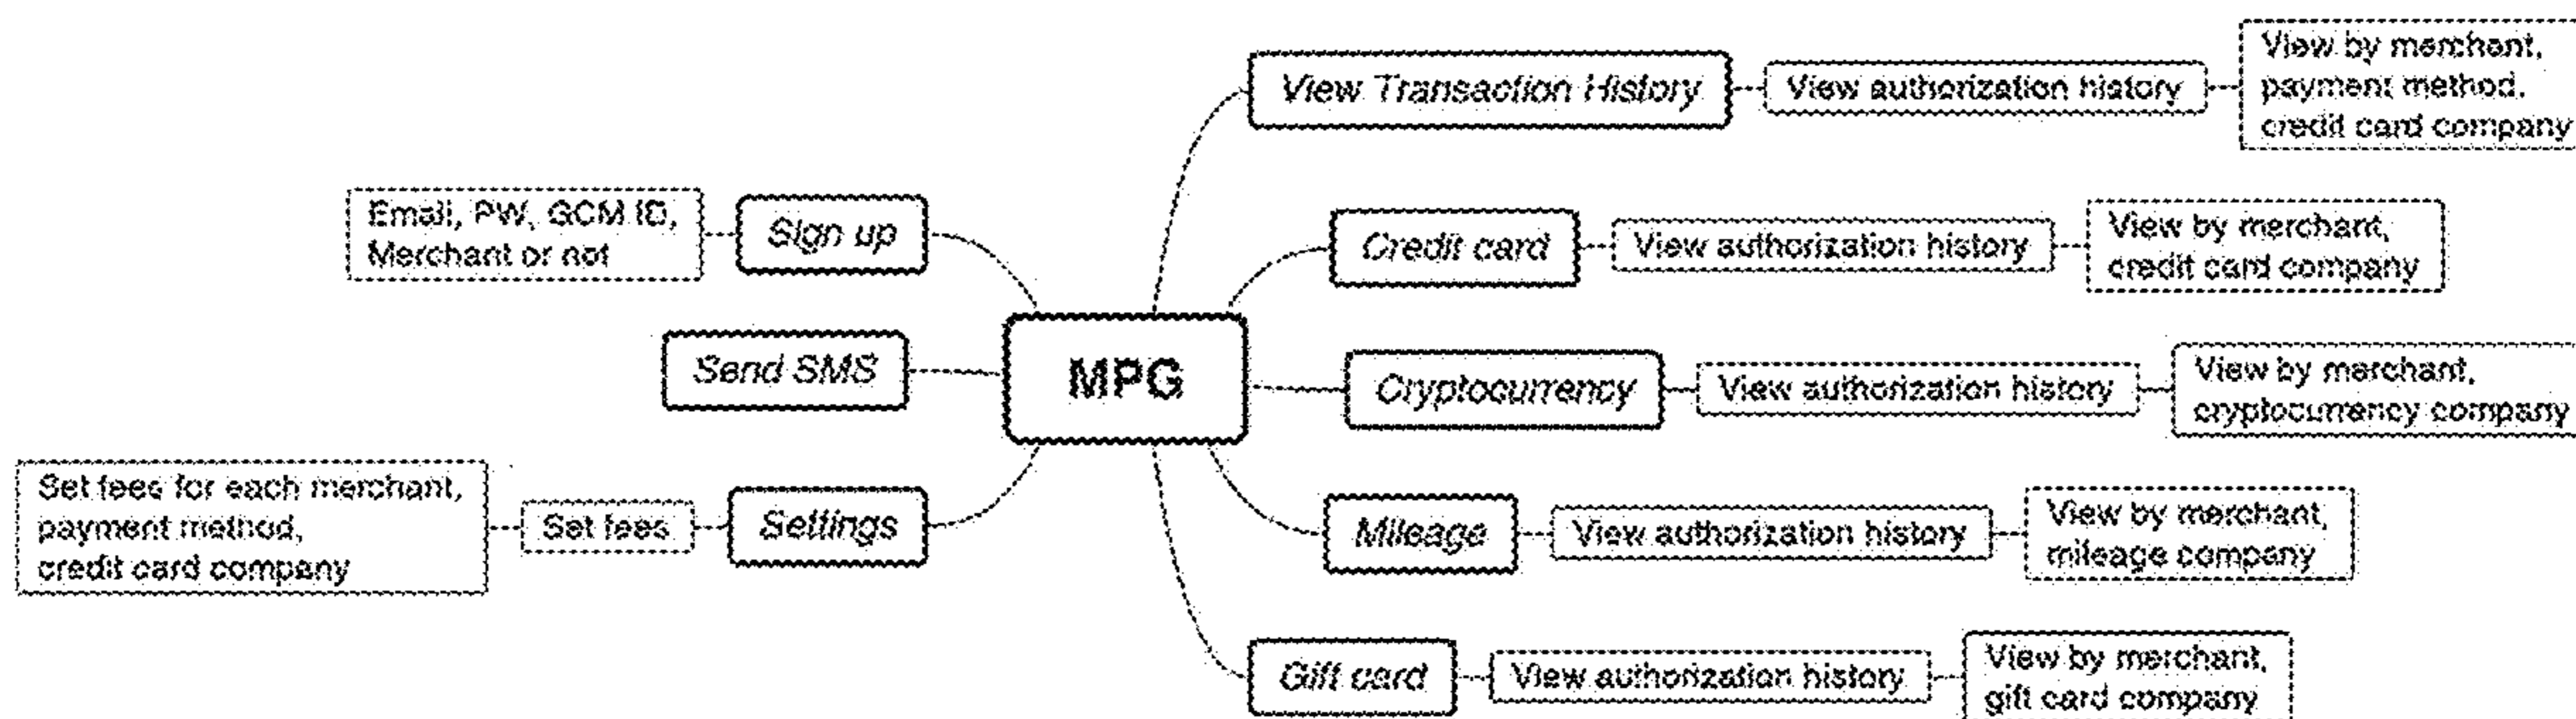 View Transaction History
View authorization history
View by merchant,
payment method,
credit card company
Email, PW, GCM ID,
Merchant or not
Sign up
Credit card
View authorization history
View by merchant,
credit card company
Send SMS
MPG
Cryptocurrency
View authorization history
View by merchant,
cryptocurrency company
Set fees for each merchant,
payment method,
credit card company
Set fees
Settings
Mileage
View authorization history
View by merchant,
mileage company
Gift card
View authorization history
View by merchant,
gift card company